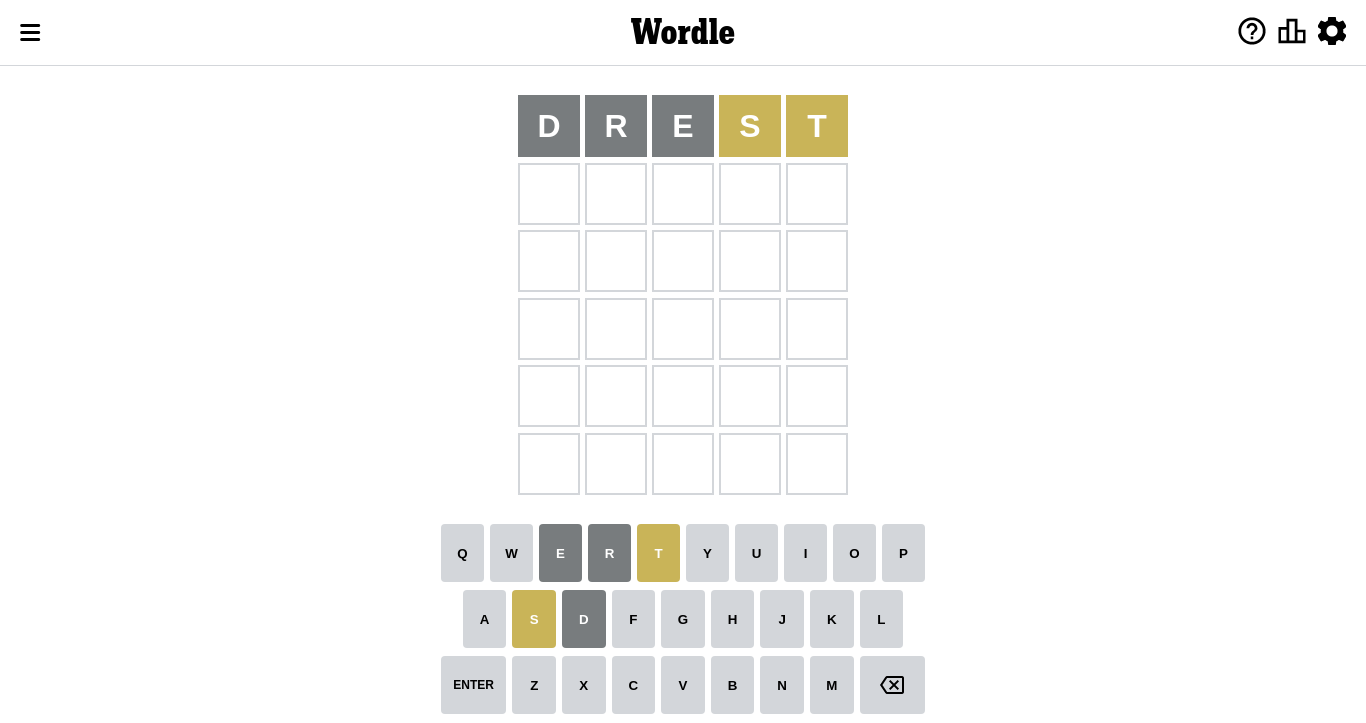 Wordle
D R E S T
Q W E R T Y U I O P
A S D F G H J K L
ENTER Z X C V B N M